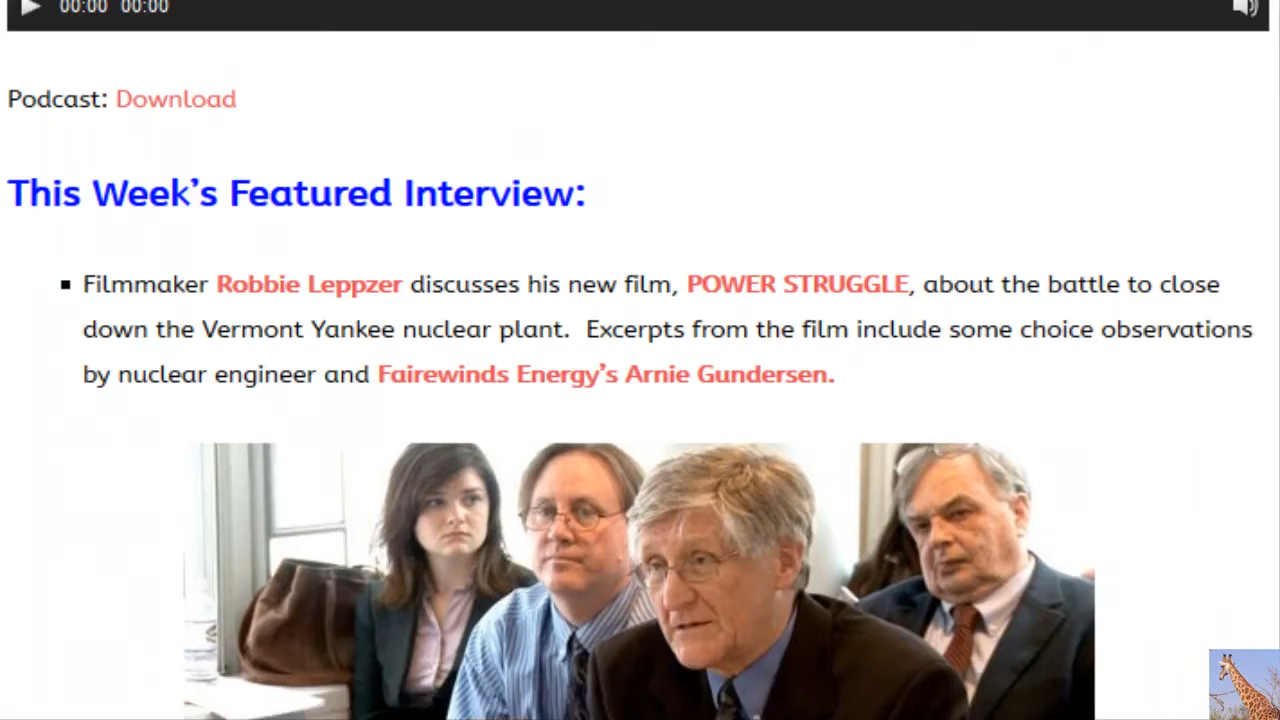 00:00 00:00
Podcast: Download
This Week's Featured Interview:
Filmmaker Robbie Leppzer discusses his new film, POWER STRUGGLE, about the battle to close
down the Vermont Yankee nuclear plant.  Excerpts from the film include some choice observations
by nuclear engineer and Fairewinds Energy's Arnie Gundersen.